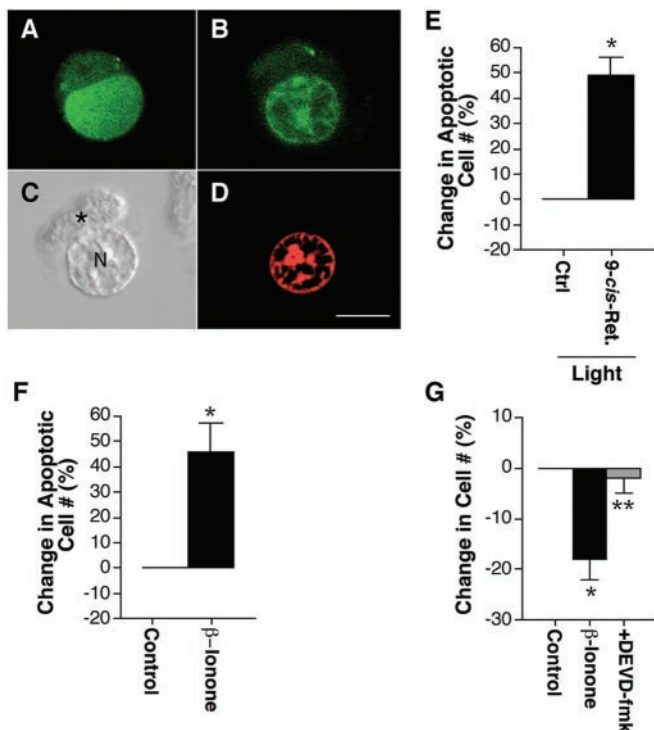 A
B
C
*
N
D
E
Change in Apoptotic
Cell # (%)
60
50
40
30
20
10
0
-10
-20
*
Ctrl
9-cis-Ret.
Light
F
Change in Apoptotic
Cell # (%)
60
50
40
30
20
10
0
-10
-20
*
Control
β-Ionone
G
Change in Cell # (%)
10
0
-10
-20
-30
*
**
Control
β-Ionone
+DEVD-fmk